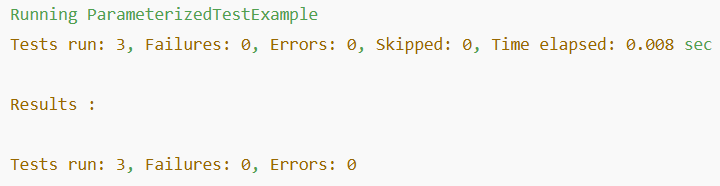 Running ParameterizedTestExample
Tests run: 3, Failures: 0, Errors: 0, Skipped: 0, Time elapsed: 0.008 sec
Results :
Tests run: 3, Failures: 0, Errors: 0